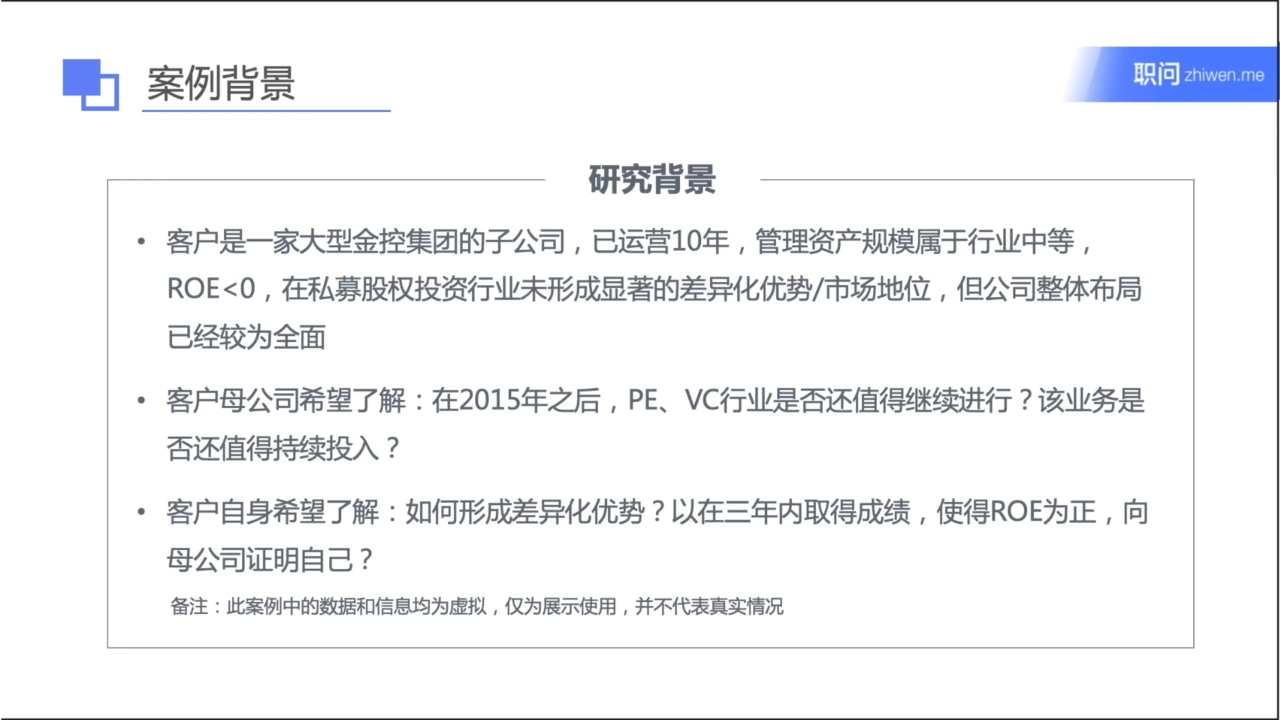 案例背景
职问 zhiwen.me
研究背景
• 客户是一家大型金控集团的子公司，已运营10年，管理资产规模属于行业中等，
ROE<0，在私募股权投资行业未形成显著的差异化优势/市场地位，但公司整体布局
已经较为全面
• 客户母公司希望了解：在2015年之后，PE、VC行业是否还值得继续进行？该业务是
否还值得持续投入？
• 客户自身希望了解：如何形成差异化优势？以在三年内取得成绩，使得ROE为正，向
母公司证明自己？
备注：此案例中的数据和信息均为虚拟，仅为展示使用，并不代表真实情况